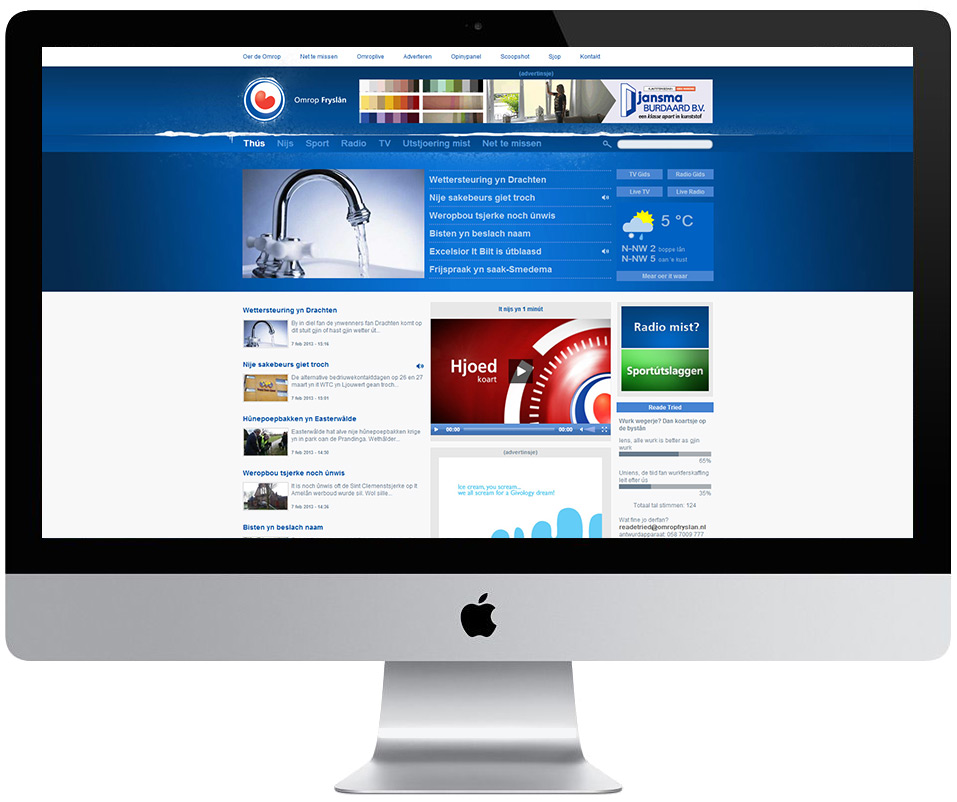 Oer de Omrop Net te missen Omroplive Adverteren Opinypanel Scoopshot Sjop Kontakt
(advertinsje)
Omrop Fryslân
jansma
BURDAARD B.V.
een klasse apart in kunststof
Thús Nijs Sport Radio TV Utstjoering mist Net te missen
Wettersteuring yn Drachten
Nije sakebeurs giet troch
Weropbou tsjerke noch ûnwis
Bisten yn beslach naam
Excelsior It Bilt is útblaasd
Frijspraak yn saak-Smedema
TV Gids Radio Gids
Live TV Live Radio
5 °C
N-NW 2 boppe lân
N-NW 5 oan 'e kust
Mear oer it waar
Wettersteuring yn Drachten
By in diel fan de ynwenners fan Drachten komt op
dit stuit gjin of hast gjin wetter út...
7 feb 2013 - 15:16
Nije sakebeurs giet troch
De alternative bedriuwekontaktdagen op 26 en 27
maart yn it WTC yn Ljouwert gean troch...
7 feb 2013 - 13:51
Hûnepoepbakken yn Easterwâlde
Easterwâlde hat alve nije hûnepoepbakken krige
yn in park oan de Prandinga. Wethâlder...
7 feb 2013 - 14:50
Weropbou tsjerke noch ûnwis
It is noch ûnwis oft de Sint Clemenstsjerke op It
Amelân werboud wurde sil. Wol sille...
7 feb 2013 - 14:36
Bisten yn beslach naam
It nijs yn 1 minút
Hjoed
koart
00:00 00:00
(advertinsje)
Ice cream, you scream...
we all scream for a Givology dream!
Radio mist?
Sportútslaggen
Reade Tried
Wurk wegerje? Dan koartsje op
de bystân
Iens, alle wurk is better as gjin
wurk
65%
Uniens, de tiid fan wurkferskaffing
leit efter ús
35%
Totaal tal stimmen: 124
Wat fine jo derfan?
readetried@omropfryslan.nl
antwurdapparaat: 058 7009 777